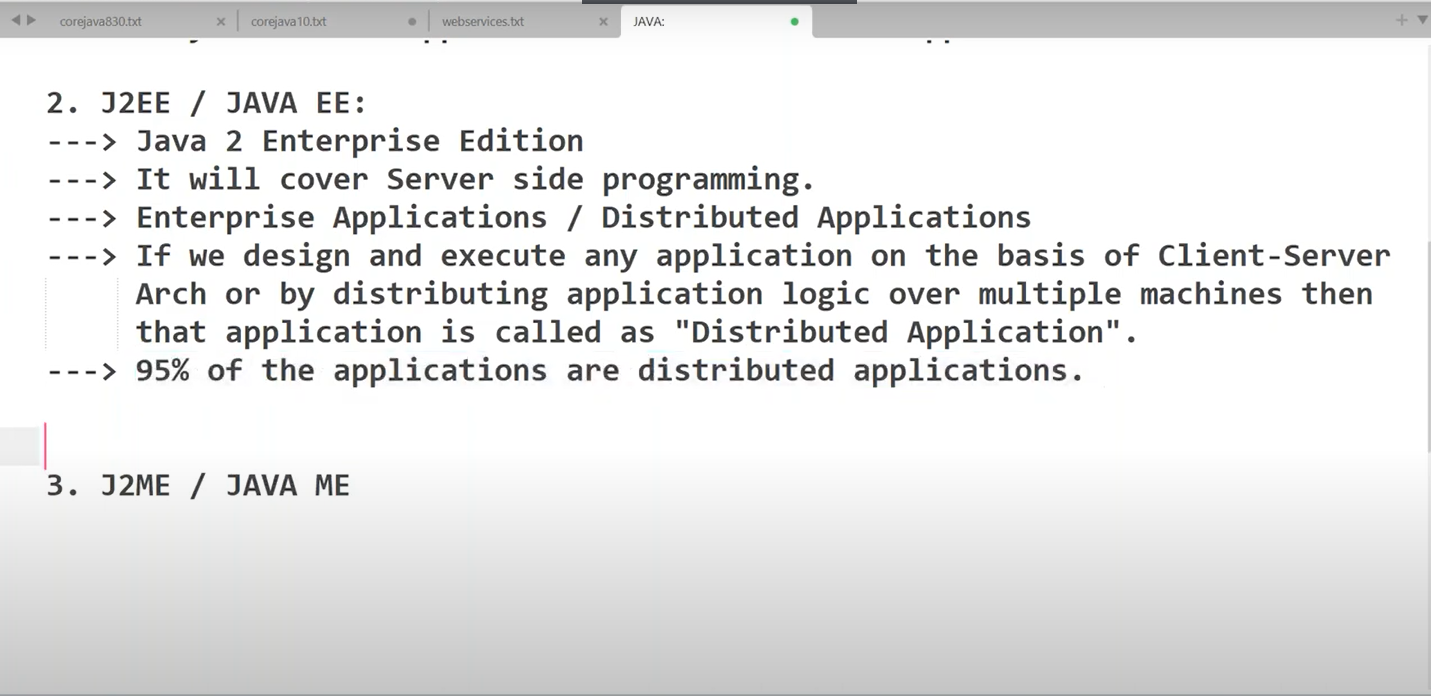 corejava830.txt
corejava10.txt
webservices.txt
JAVA:
2. J2EE / JAVA EE:
---> Java 2 Enterprise Edition
---> It will cover Server side programming.
---> Enterprise Applications / Distributed Applications
---> If we design and execute any application on the basis of Client-Server
Arch or by distributing application logic over multiple machines then
that application is called as "Distributed Application".
---> 95% of the applications are distributed applications.
3. J2ME / JAVA ME